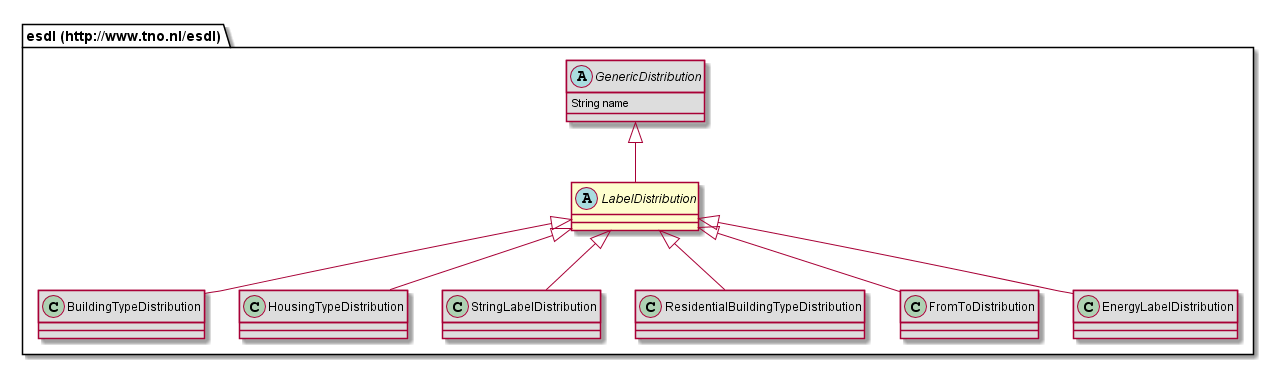 esdl (http://www.tno.nl/esdl)
A GenericDistribution
String name
A LabelDistribution
C BuildingTypeDistribution
C HousingTypeDistribution
C StringLabelDistribution
C ResidentialBuildingTypeDistribution
C FromToDistribution
C EnergyLabelDistribution